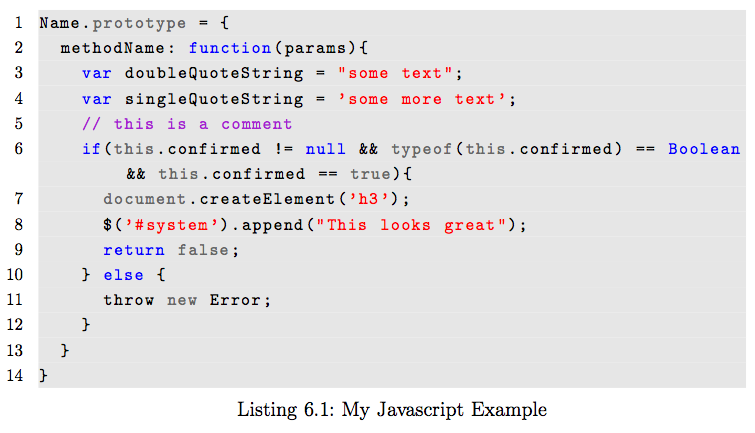 1 Name.prototype = {
2 methodName: function(params){
3 var doubleQuoteString = "some text";
4 var singleQuoteString = 'some more text';
5 // this is a comment
6 if(this.confirmed != null && typeof(this.confirmed) == Boolean
&& this.confirmed == true){
7 document.createElement('h3');
8 $('#system').append("This looks great");
9 return false;
10 } else {
11 throw new Error;
12 }
13 }
14 }
Listing 6.1: My Javascript Example